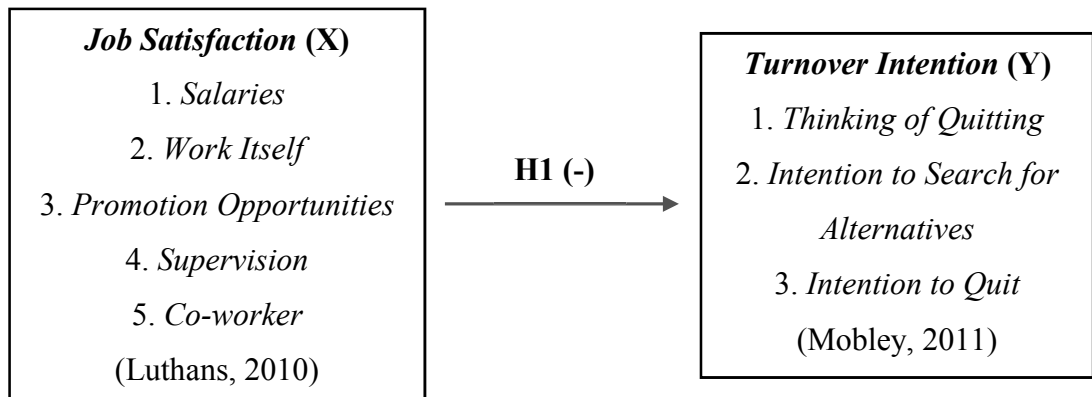 Job Satisfaction (X)
1. Salaries
2. Work Itself
3. Promotion Opportunities
4. Supervision
5. Co-worker
(Luthans, 2010)
H1 (-)
Turnover Intention (Y)
1. Thinking of Quitting
2. Intention to Search for
Alternatives
3. Intention to Quit
(Mobley, 2011)